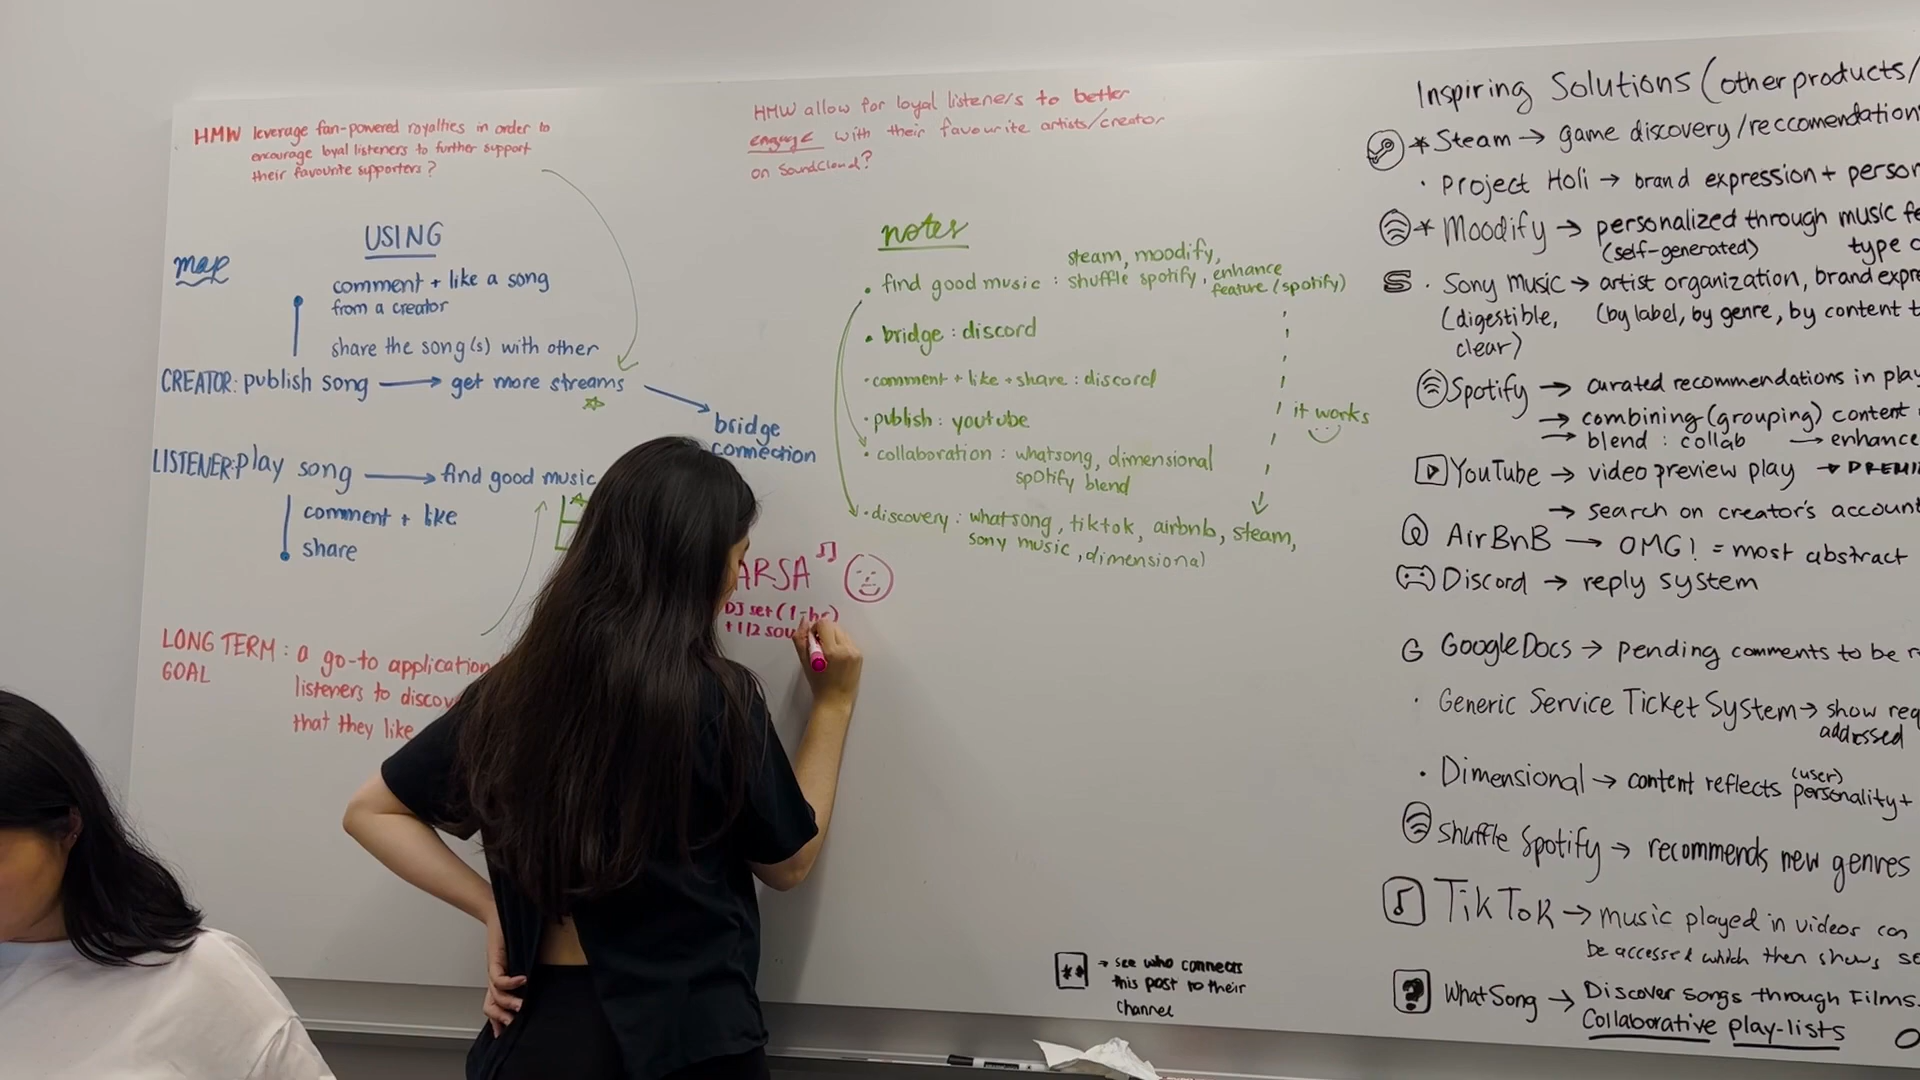 HMW leverage fan-powered royalties in order to
encourage loyal listeners to further support
their favourite supporters?
HMW allow for loyal listeners to better
engage with their favourite artists/creator
on SoundCloud?
USING
map
comment + like a song
from a creator
share the song(s) with other
CREATOR: publish song → get more streams
bridge
connection
LISTENER: play song → find good music
comment + like
share
LONG TERM: a go-to application
GOAL
listeners to
that they like
notes
steam, moodify,
• find good music : shuffle spotify, enhance
feature (spotify)
• bridge : discord
• comment + like + share : discord
• publish : youtube
• collaboration : whatsong, dimensional
spotify blend
• discovery : whatsong, tiktok, airbnb, steam,
sony music, dimensional
it works
ARSA
DJ set (1-hr)
+ 1/2
** → see who connects
this post to their
channel
Inspiring Solutions (other products/
* Steam → game discovery/reccomendation
• Project Holi → brand expression +
* Moodify → personalized through music
(self-generated) type
S • Sony Music → artist organization, brand
(digestible, (by label, by genre, by content
clear)
Spotify → curated recommendations in
→ combining (grouping) content
→ blend : collab → enhance
YouTube → video preview play →
→ search on creator's account
AirBnB → OMG! = most abstract
Discord → reply system
G Google Docs → pending comments to be
• Generic Service Ticket System → show
addressed
• Dimensional → content reflects (user)
personality +
Shuffle Spotify → recommends new genres
TikTok → music played in videos can
be accessed which then shows
? WhatSong → Discover songs through Films.
Collaborative play-lists